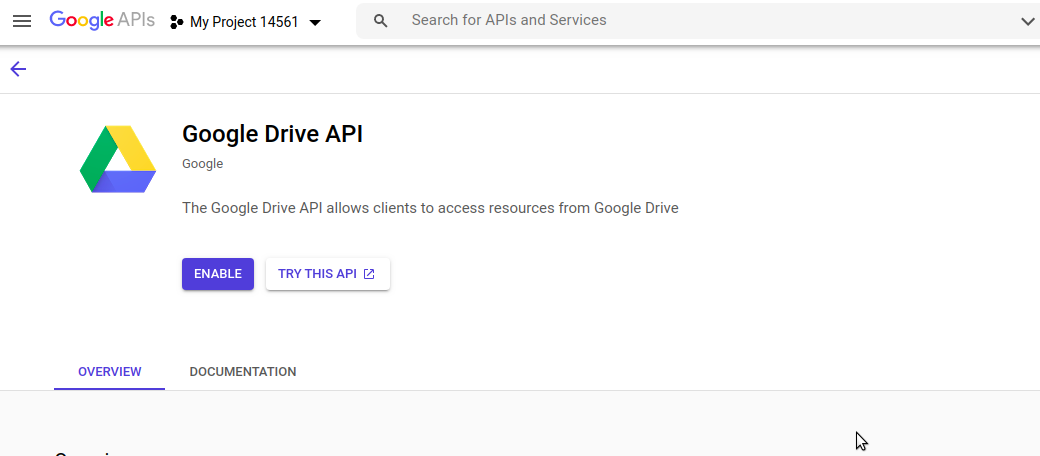 Google APIs My Project 14561 Search for APIs and Services
Google Drive API
Google
The Google Drive API allows clients to access resources from Google Drive
ENABLE TRY THIS API
OVERVIEW DOCUMENTATION